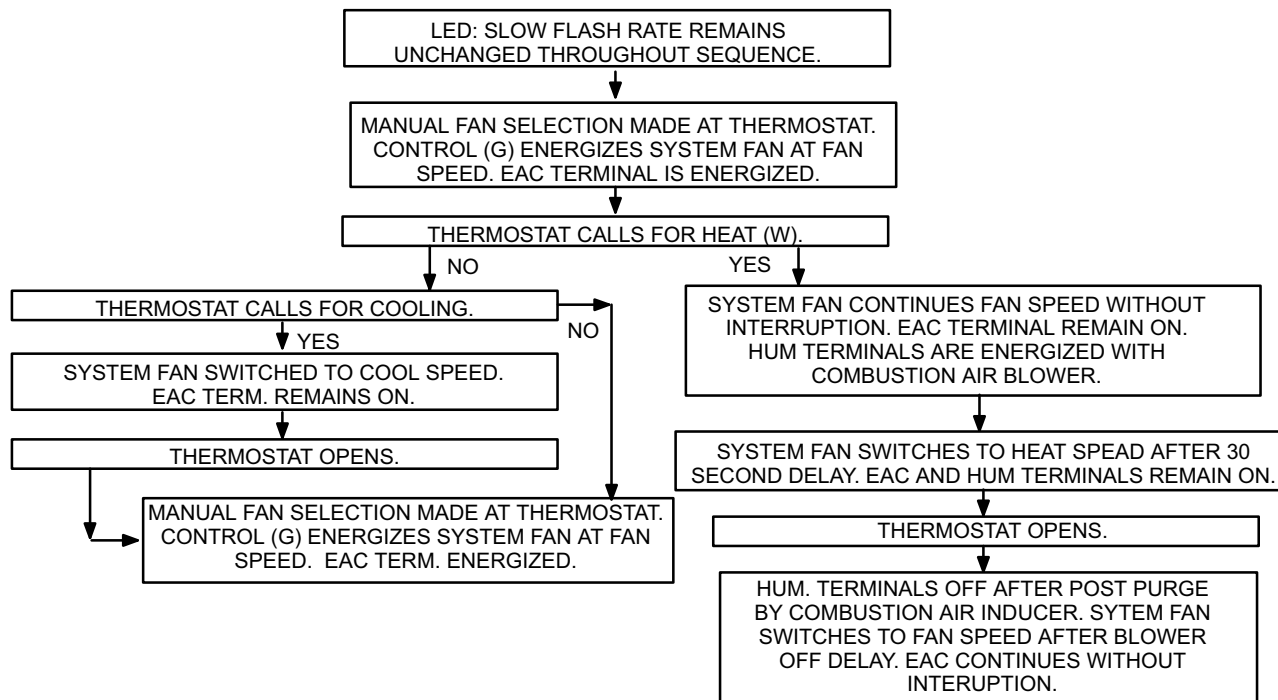 LED: SLOW FLASH RATE REMAINS
UNCHANGED THROUGHOUT SEQUENCE.
MANUAL FAN SELECTION MADE AT THERMOSTAT.
CONTROL (G) ENERGIZES SYSTEM FAN AT FAN
SPEED. EAC TERMINAL IS ENERGIZED.
THERMOSTAT CALLS FOR HEAT (W).
NO
YES
THERMOSTAT CALLS FOR COOLING.
NO
YES
SYSTEM FAN SWITCHED TO COOL SPEED.
EAC TERM. REMAINS ON.
THERMOSTAT OPENS.
MANUAL FAN SELECTION MADE AT THERMOSTAT.
CONTROL (G) ENERGIZES SYSTEM FAN AT FAN
SPEED. EAC TERM. ENERGIZED.
SYSTEM FAN CONTINUES FAN SPEED WITHOUT
INTERRUPTION. EAC TERMINAL REMAIN ON.
HUM TERMINALS ARE ENERGIZED WITH
COMBUSTION AIR BLOWER.
SYSTEM FAN SWITCHES TO HEAT SPEAD AFTER 30
SECOND DELAY. EAC AND HUM TERMINALS REMAIN ON.
THERMOSTAT OPENS.
HUM. TERMINALS OFF AFTER POST PURGE
BY COMBUSTION AIR INDUCER. SYTEM FAN
SWITCHES TO FAN SPEED AFTER BLOWER
OFF DELAY. EAC CONTINUES WITHOUT
INTERUPTION.